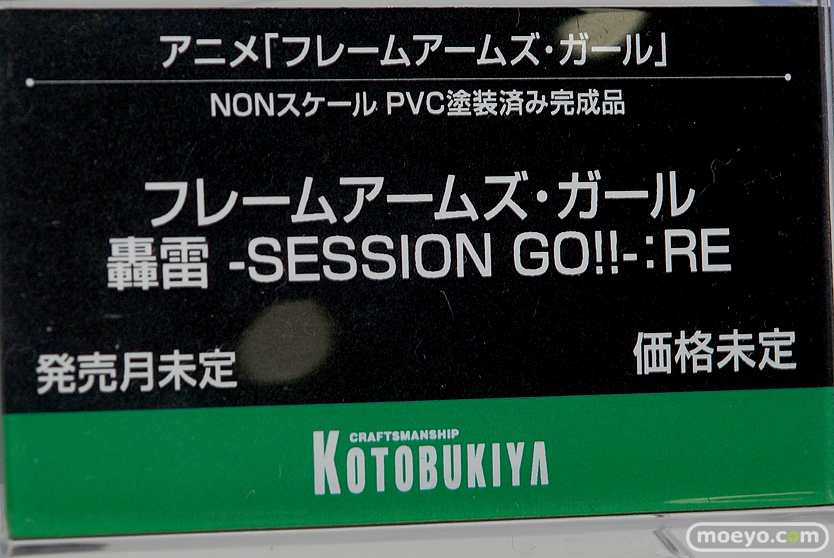 アニメ「フレームアームズ・ガール」
NONスケール PVC塗装済み完成品
フレームアームズ・ガール
轟雷 -SESSION GO!!-:RE
発売月未定
価格未定
CRAFTSMANSHIP
KOTOBUKIYA
moeyo.com